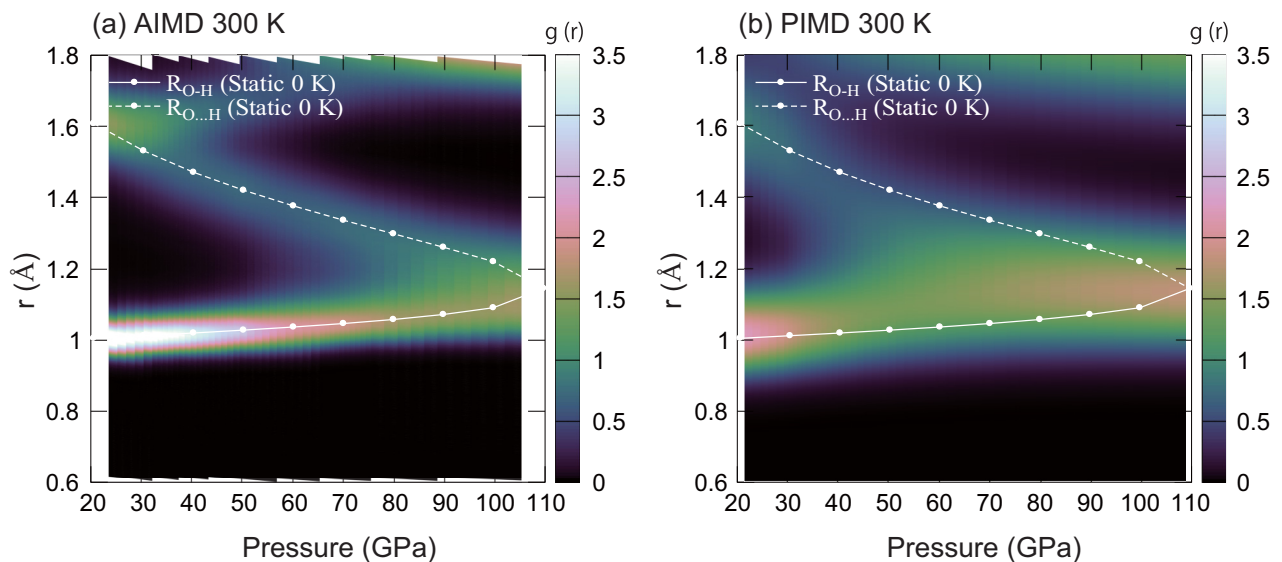 (a) AIMD 300 K
g (r)
1.8
1.6
1.4
1.2
1
0.8
0.6
r (Å)
R_O-H (Static 0 K)
R_O...H (Static 0 K)
20 30 40 50 60 70 80 90 100 110
Pressure (GPa)
3.5
3
2.5
2
1.5
1
0.5
0
(b) PIMD 300 K
g (r)
1.8
1.6
1.4
1.2
1
0.8
0.6
r (Å)
R_O-H (Static 0 K)
R_O...H (Static 0 K)
20 30 40 50 60 70 80 90 100 110
Pressure (GPa)
3.5
3
2.5
2
1.5
1
0.5
0